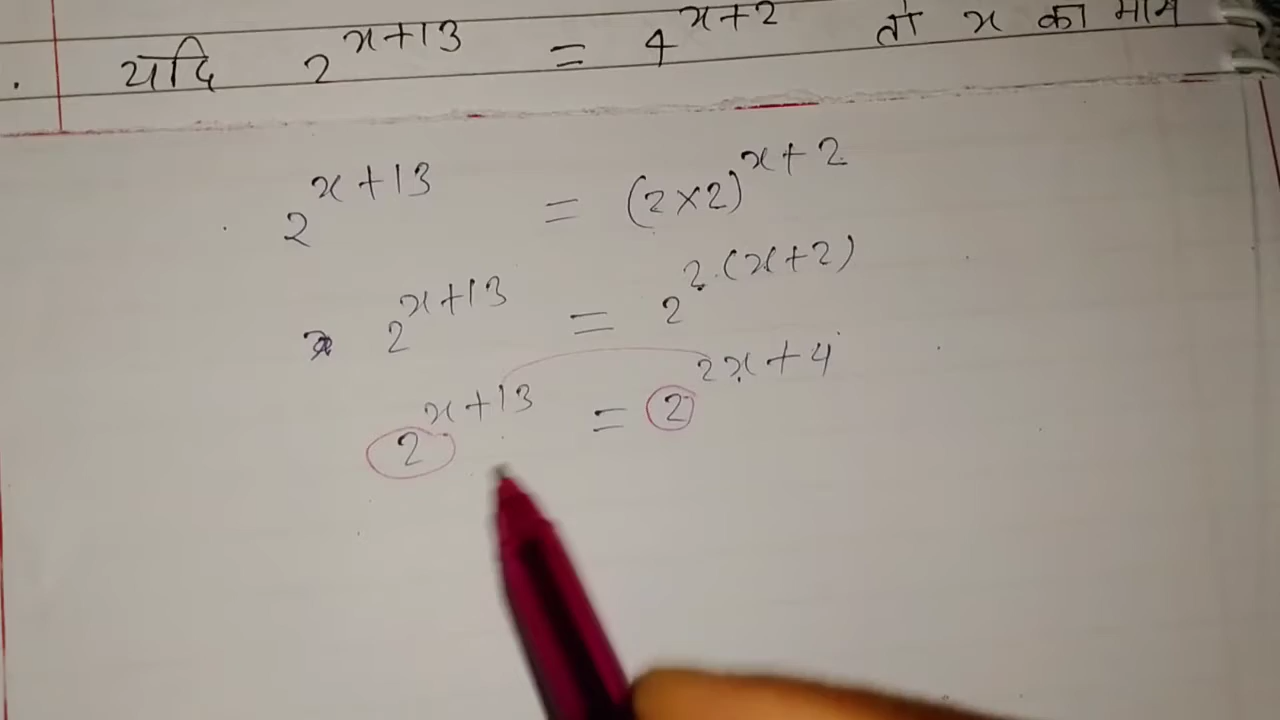 . यदि 2^{x+13} = 4^{x+2} तो x का मान
2^{x+13} = (2×2)^{x+2}
2^{x+13} = 2^{2.(x+2)}
2^{x+13} = 2^{2x+4}